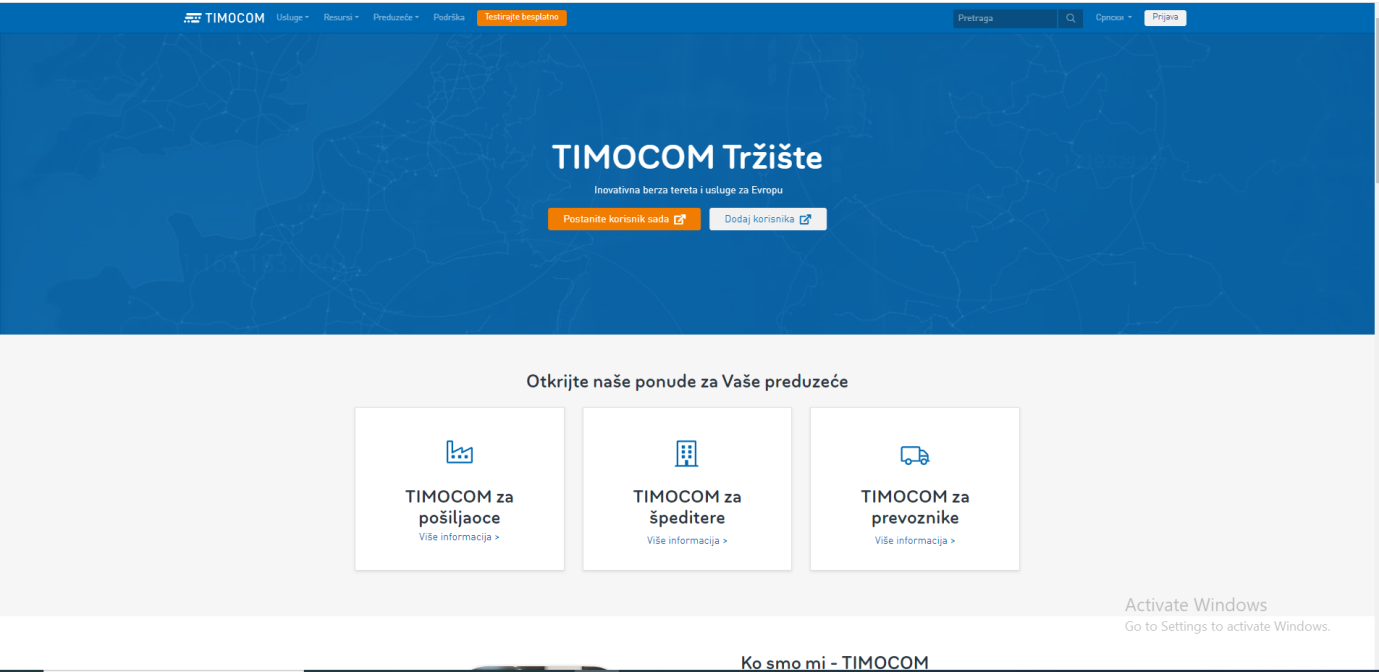 TIMOCOM Usluge Resursi Preduzeće Podrška Testirajte besplatno Pretraga Српски Prijava
TIMOCOM Tržište
Inovativna berza tereta i usluge za Evropu
Postanite korisnik sada Dodaj korisnika
Otkrijte naše ponude za Vaše preduzeće
TIMOCOM za
pošiljaoce
Više informacija >
TIMOCOM za
špeditere
Više informacija >
TIMOCOM za
prevoznike
Više informacija >
Activate Windows
Go to Settings to activate Windows.
Ko smo mi - TIMOCOM